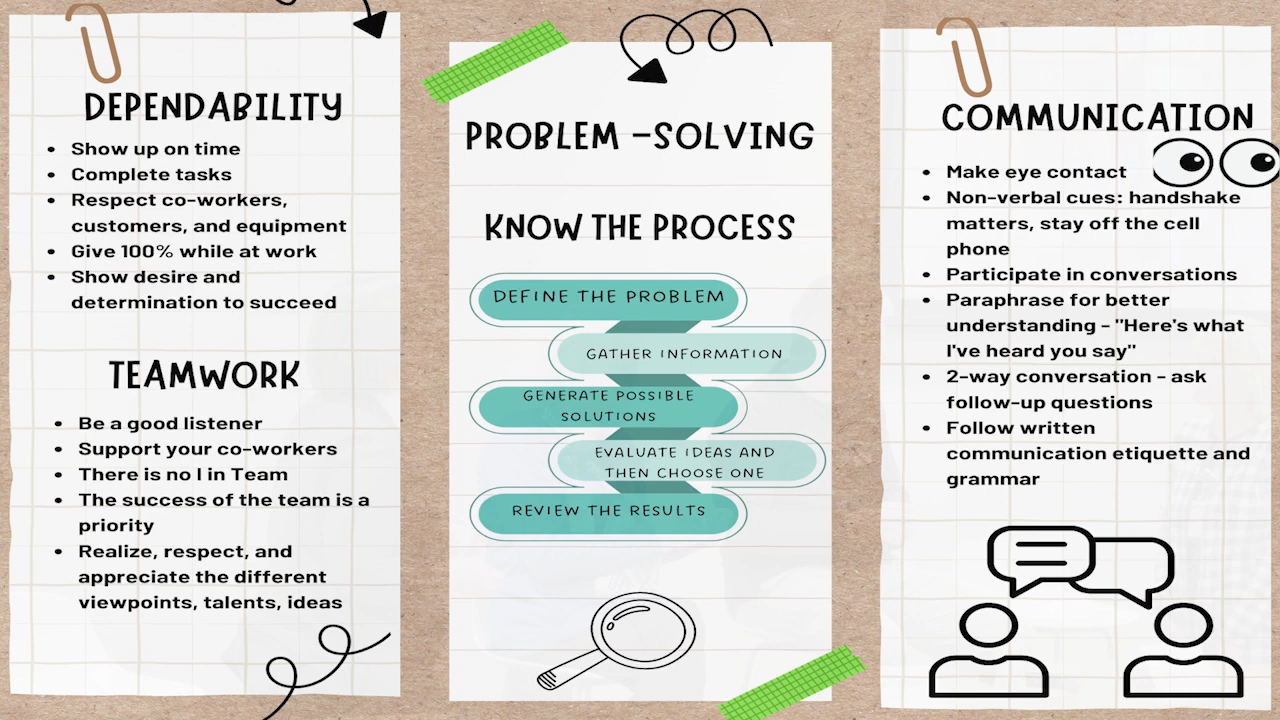 DEPENDABILITY
• Show up on time
• Complete tasks
• Respect co-workers,
customers, and equipment
• Give 100% while at work
• Show desire and
determination to succeed
TEAMWORK
• Be a good listener
• Support your co-workers
• There is no I in Team
• The success of the team is a
priority
• Realize, respect, and
appreciate the different
viewpoints, talents, ideas
PROBLEM -SOLVING
KNOW THE PROCESS
DEFINE THE PROBLEM
GATHER INFORMATION
GENERATE POSSIBLE
SOLUTIONS
EVALUATE IDEAS AND
THEN CHOOSE ONE
REVIEW THE RESULTS
COMMUNICATION
• Make eye contact
• Non-verbal cues: handshake
matters, stay off the cell
phone
• Participate in conversations
• Paraphrase for better
understanding - "Here's what
I've heard you say"
• 2-way conversation - ask
follow-up questions
• Follow written
communication etiquette and
grammar